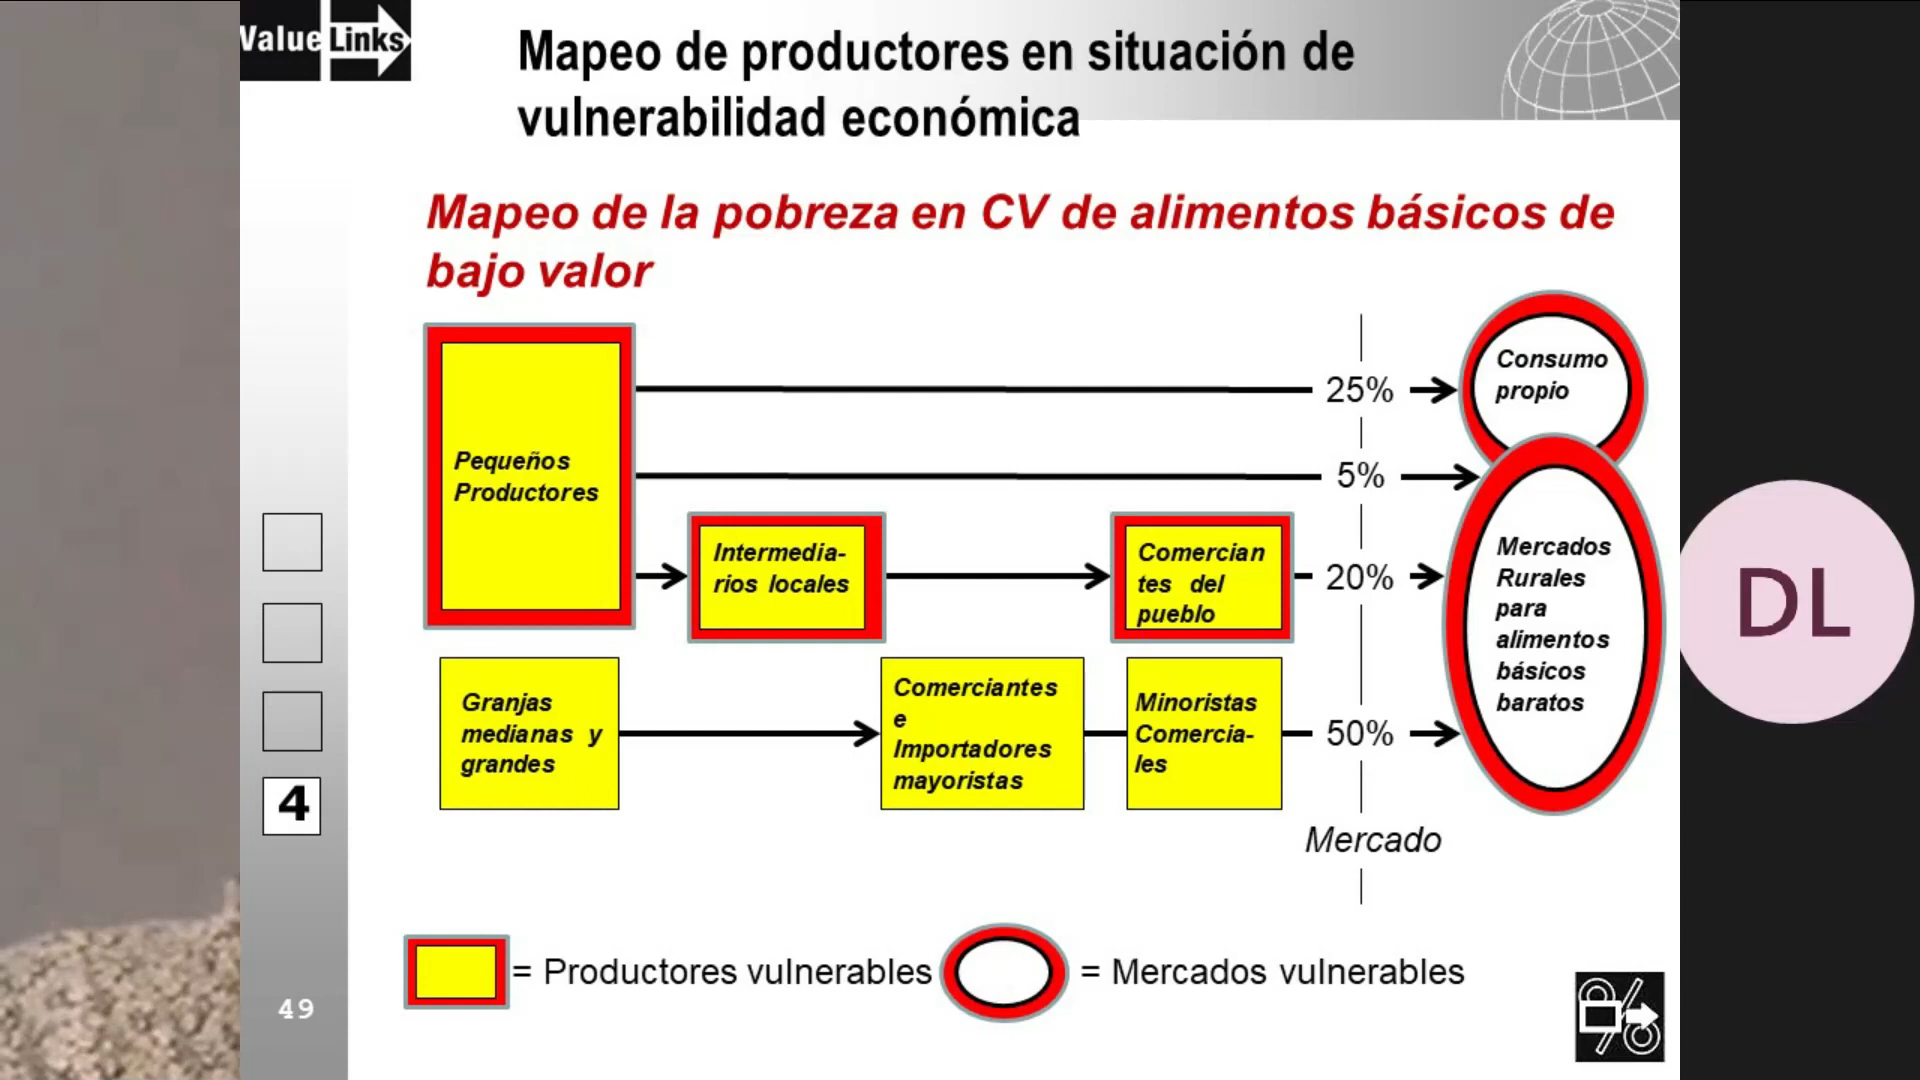 Value Links
Mapeo de productores en situación de
vulnerabilidad económica
Mapeo de la pobreza en CV de alimentos básicos de
bajo valor
Pequeños
Productores
25%
Consumo
propio
5%
Intermedia-
rios locales
Comercian
tes del
pueblo
20%
Mercados
Rurales
para
alimentos
básicos
baratos
Granjas
medianas y
grandes
Comerciantes
e
Importadores
mayoristas
Minoristas
Comercia-
les
50%
Mercado
4
= Productores vulnerables
= Mercados vulnerables
49
DL